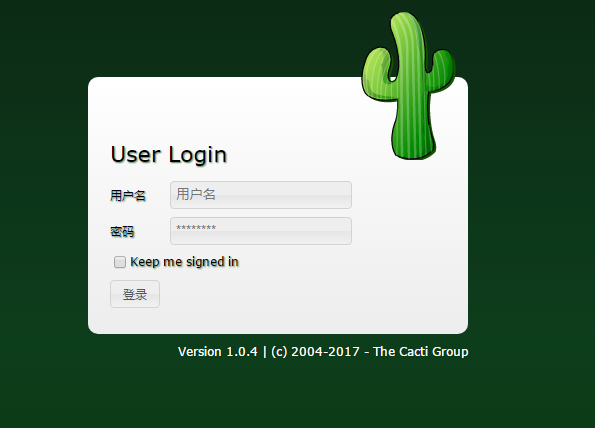 User Login
用户名 用户名
密码 ********
Keep me signed in
登录
Version 1.0.4 | (c) 2004-2017 - The Cacti Group